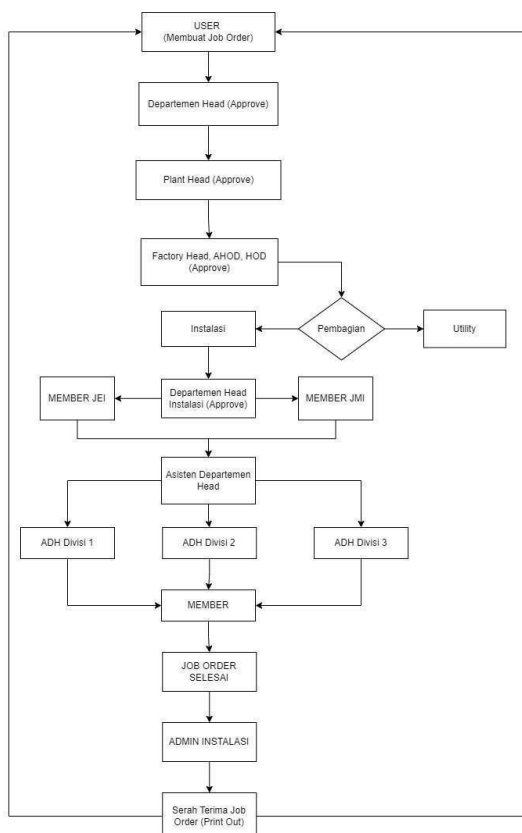 USER
(Membuat Job Order)
Departemen Head (Approve)
Plant Head (Approve)
Factory Head, AHOD, HOD
(Approve)
Instalasi
Pembagian
Utility
MEMBER JEI
Departemen Head
Instalasi (Approve)
MEMBER JMI
Asisten Departemen
Head
ADH Divisi 1
ADH Divisi 2
ADH Divisi 3
MEMBER
JOB ORDER
SELESAI
ADMIN INSTALASI
Serah Terima Job
Order (Print Out)